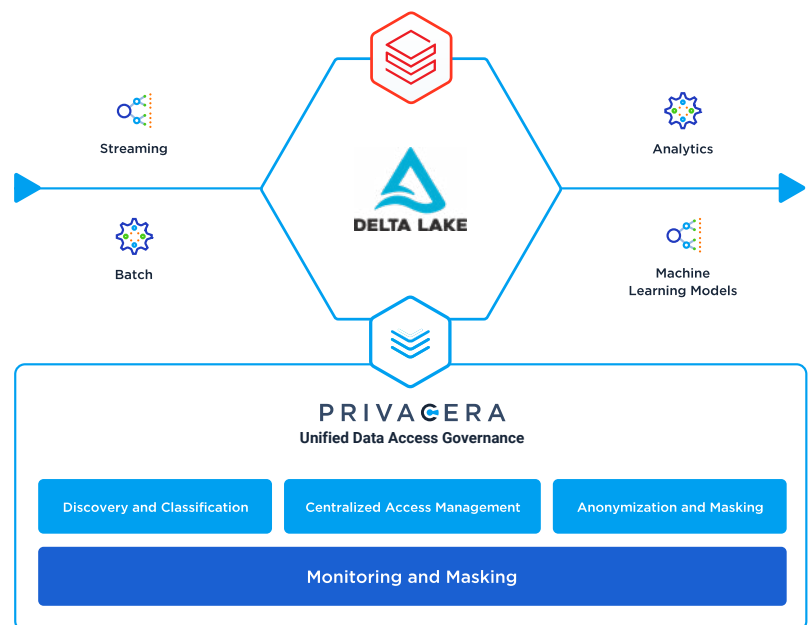 Streaming
Analytics
DELTA LAKE
Batch
Machine
Learning Models
PRIVACERA
Unified Data Access Governance
Discovery and Classification
Centralized Access Management
Anonymization and Masking
Monitoring and Masking